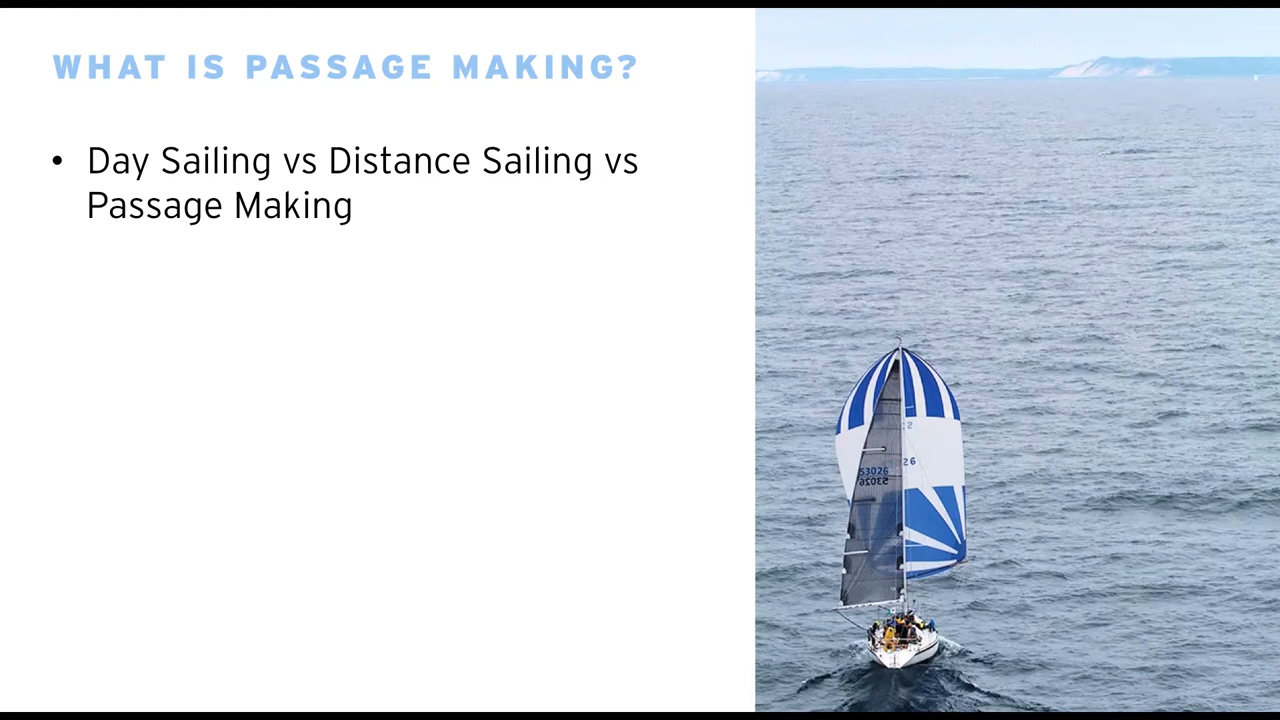 WHAT IS PASSAGE MAKING?
• Day Sailing vs Distance Sailing vs
Passage Making
26
53026
53026